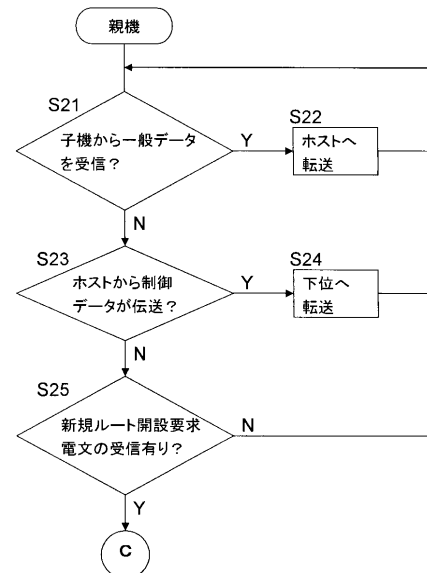 親機
S21
子機から一般データ
を受信？
Y
S22
ホストへ
転送
N
S23
ホストから制御
データが伝送？
Y
S24
下位へ
転送
N
S25
新規ルート開設要求
電文の受信有り？
N
Y
C